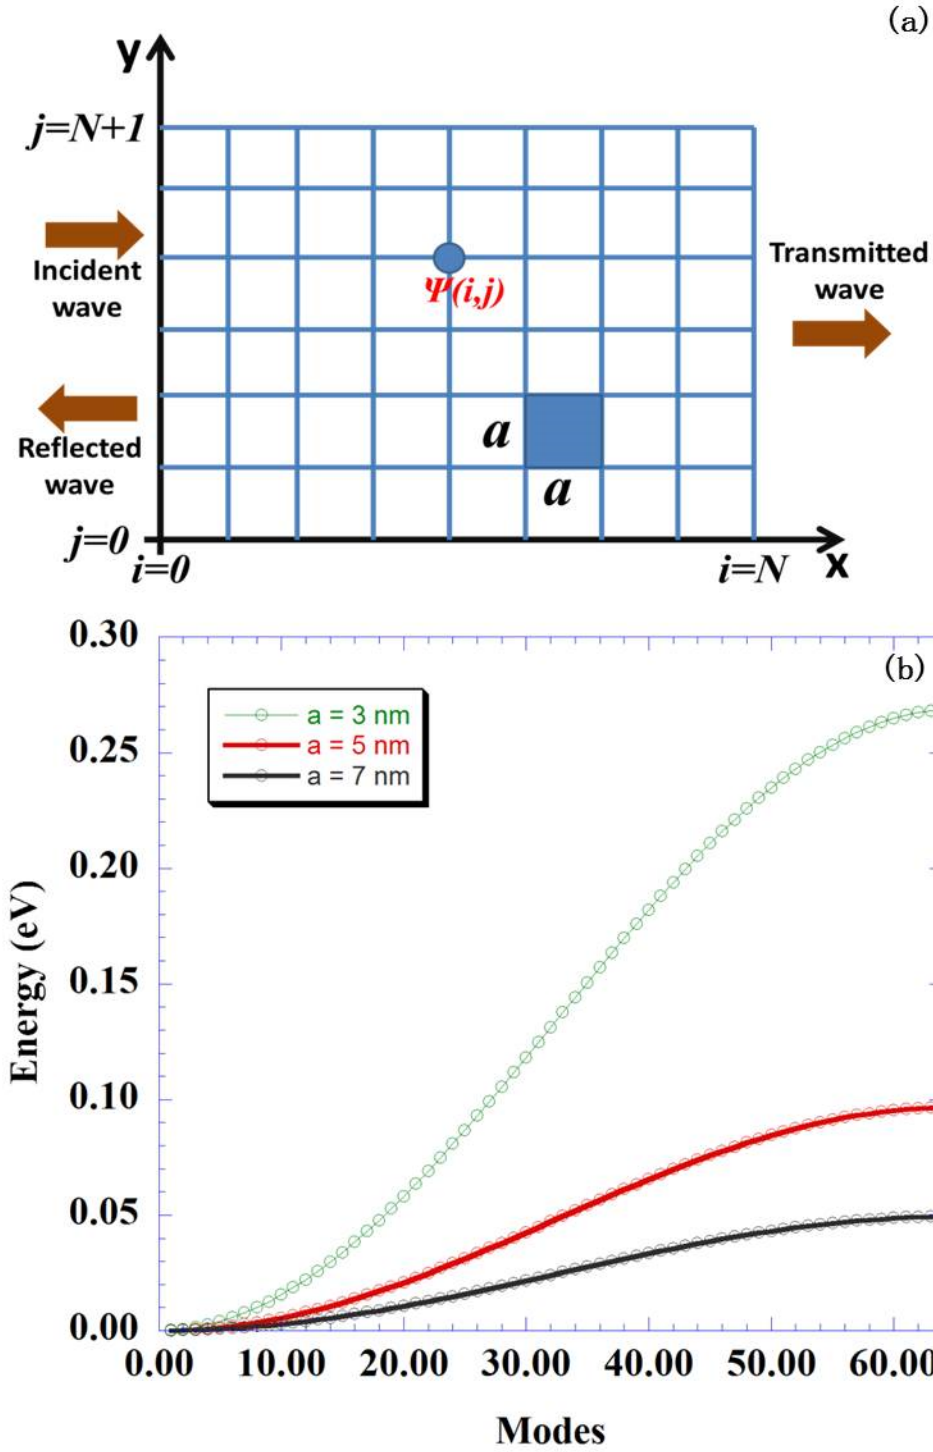 (a)
y
j=N+1
Incident
wave
Ψ(i,j)
Transmitted
wave
a
a
Reflected
wave
j=0
i=0
i=N
x
0.30
(b)
a = 3 nm
a = 5 nm
a = 7 nm
0.25
0.20
0.15
0.10
0.05
0.00
Energy (eV)
0.00 10.00 20.00 30.00 40.00 50.00 60.00
Modes